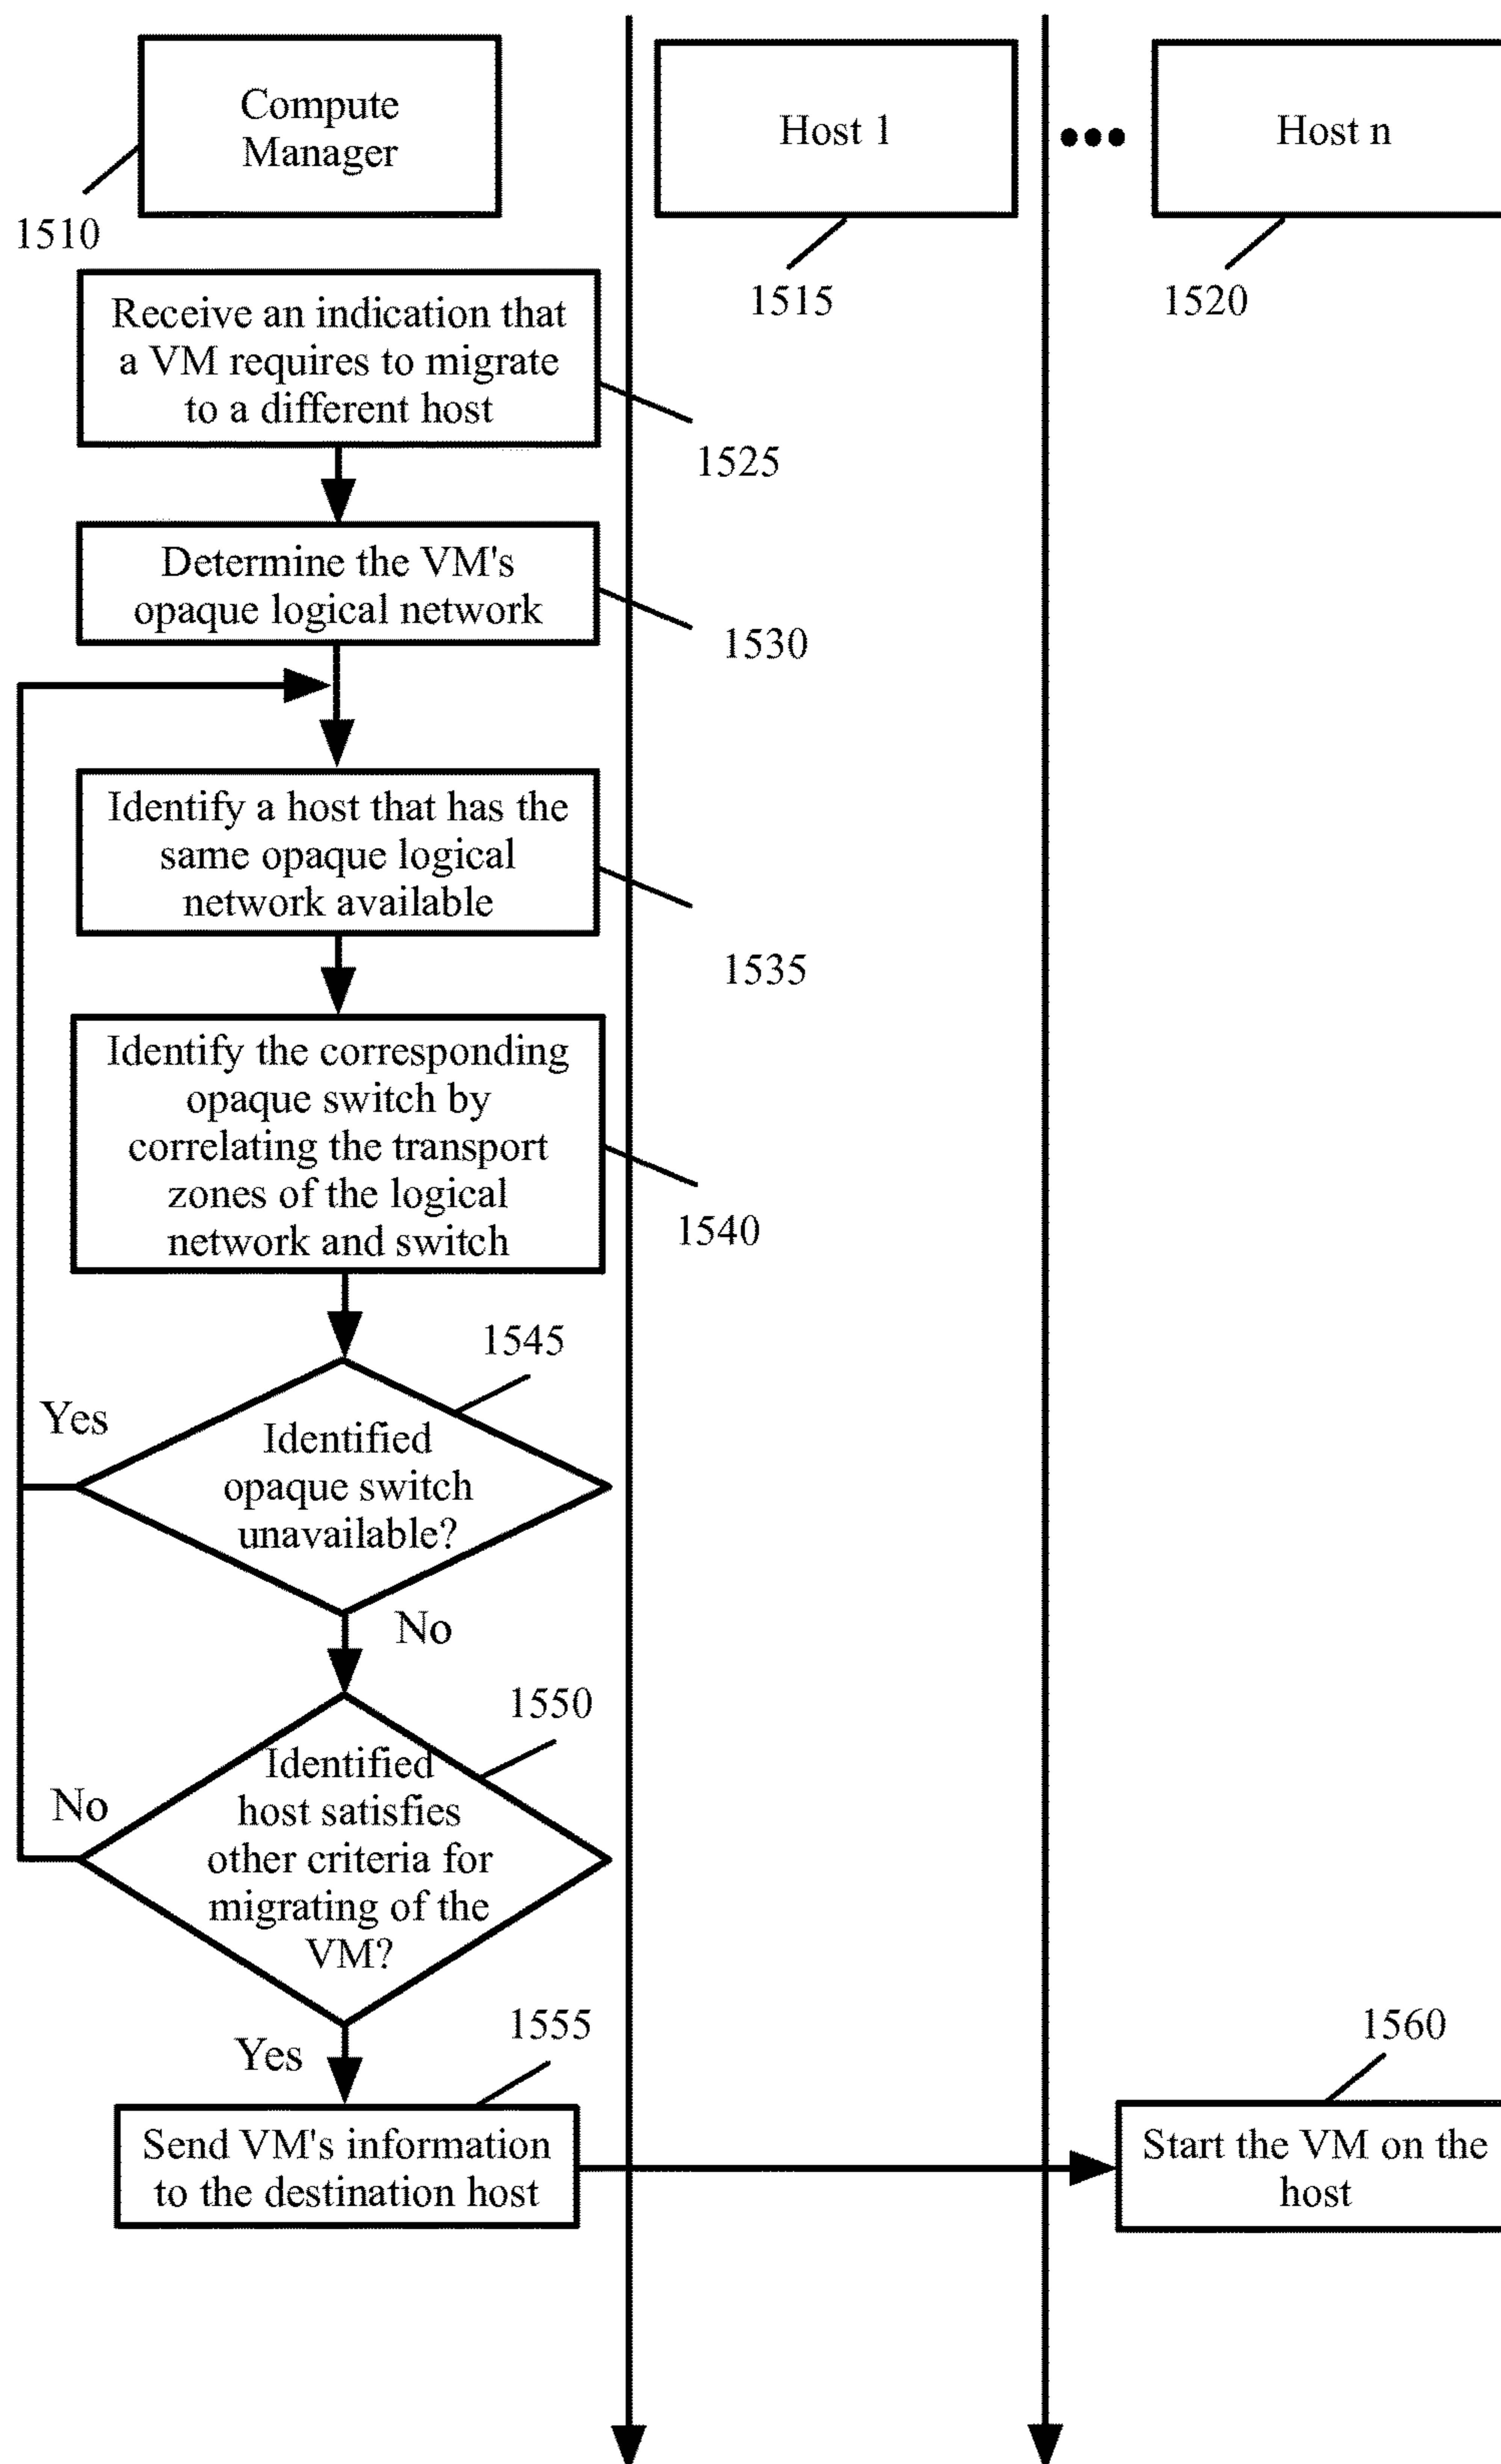 Compute
Manager
1510
Host 1
1515
Host n
1520
Receive an indication that
a VM requires to migrate
to a different host
1525
Determine the VM's
opaque logical network
1530
Identify a host that has the
same opaque logical
network available
1535
Identify the corresponding
opaque switch by
correlating the transport
zones of the logical
network and switch
1540
1545
Yes
Identified
opaque switch
unavailable?
No
1550
No
Identified
host satisfies
other criteria for
migrating of the
VM?
Yes
1555
Send VM's information
to the destination host
1560
Start the VM on the
host